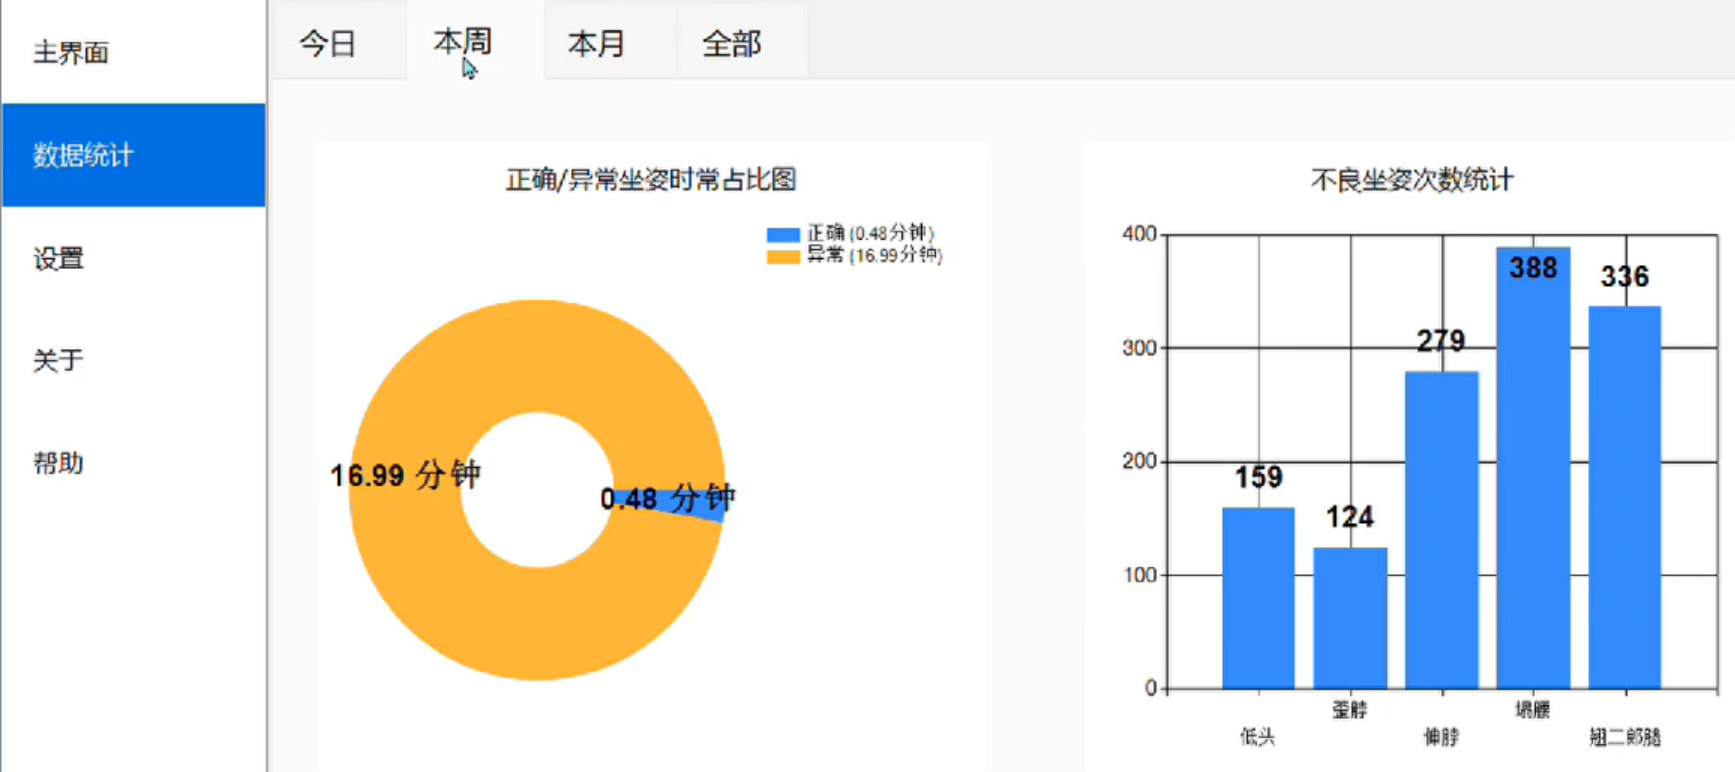 主界面
数据统计
设置
关于
帮助
今日
本周
本月
全部
正确/异常坐姿时常占比图
正确 (0.48分钟)
异常 (16.99分钟)
16.99 分钟
0.48 分钟
不良坐姿次数统计
400
300
200
100
0
159
124
279
388
336
低头
歪脖
伸脖
塌腰
翘二郎腿